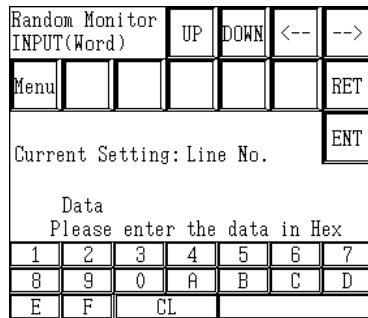 Random Monitor
INPUT(Word) UP DOWN <-- -->
Menu RET
ENT
Current Setting: Line No.
Data
Please enter the data in Hex
1 2 3 4 5 6 7
8 9 0 A B C D
E F CL